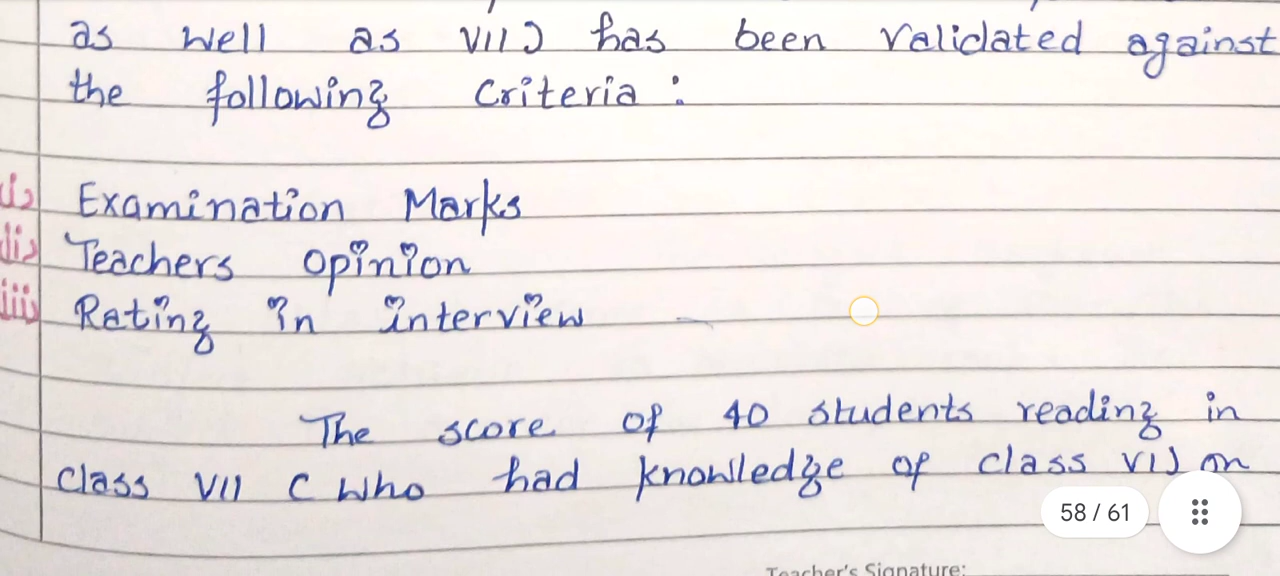 as well as VII) has been validated against
the following Criteria :
i) Examination Marks
ii) Teachers Opinion
iii) Rating in interview
The score of 40 students reading in
class VII ( who had knowledge of class VI) on
58 / 61
Teacher's Signature: